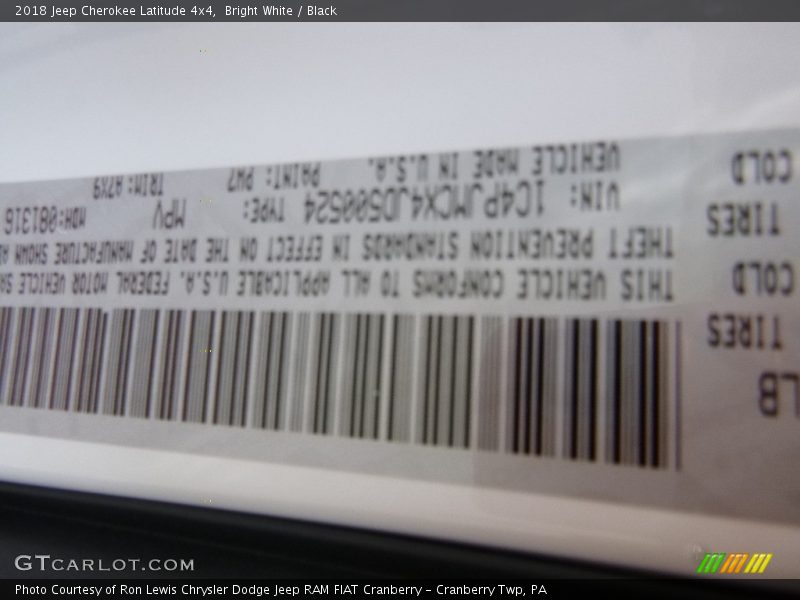 2018 Jeep Cherokee Latitude 4x4, Bright White / Black
LB
TIRES
COLD
TIRES
COLD
THIS VEHICLE CONFORMS TO ALL APPLICABLE U.S.A. FEDERAL MOTOR VEHICLE
THEFT PREVENTION STANDARDS IN EFFECT ON THE DATE OF MANUFACTURE SHOWN
VIN: 1C4PJMCX4JD500524 TYPE: MPV MDH:081316
VEHICLE MADE IN U.S.A. PAINT: PW7 TRIM:A7X9
GTCARLOT.COM
Photo Courtesy of Ron Lewis Chrysler Dodge Jeep RAM FIAT Cranberry – Cranberry Twp, PA